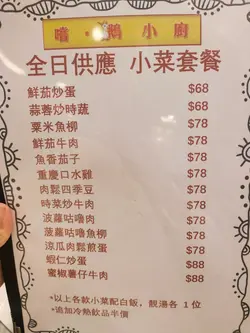 嚐・鵝小廚
全日供應 小菜套餐
鮮茄炒蛋 $68
蒜蓉炒時蔬 $68
粟米魚柳 $78
鮮茄牛肉 $78
魚香茄子 $78
重慶口水雞 $78
肉鬆四季豆 $78
時菜炒牛肉 $78
波蘿咕嚕肉 $78
菠蘿咕嚕魚柳 $78
涼瓜肉鬆煎蛋 $78
蝦仁炒蛋 $88
蜜椒薯仔牛肉 $88
*以上各款小菜配白飯，靚湯各 1 位
*追加冷熱飲品半價